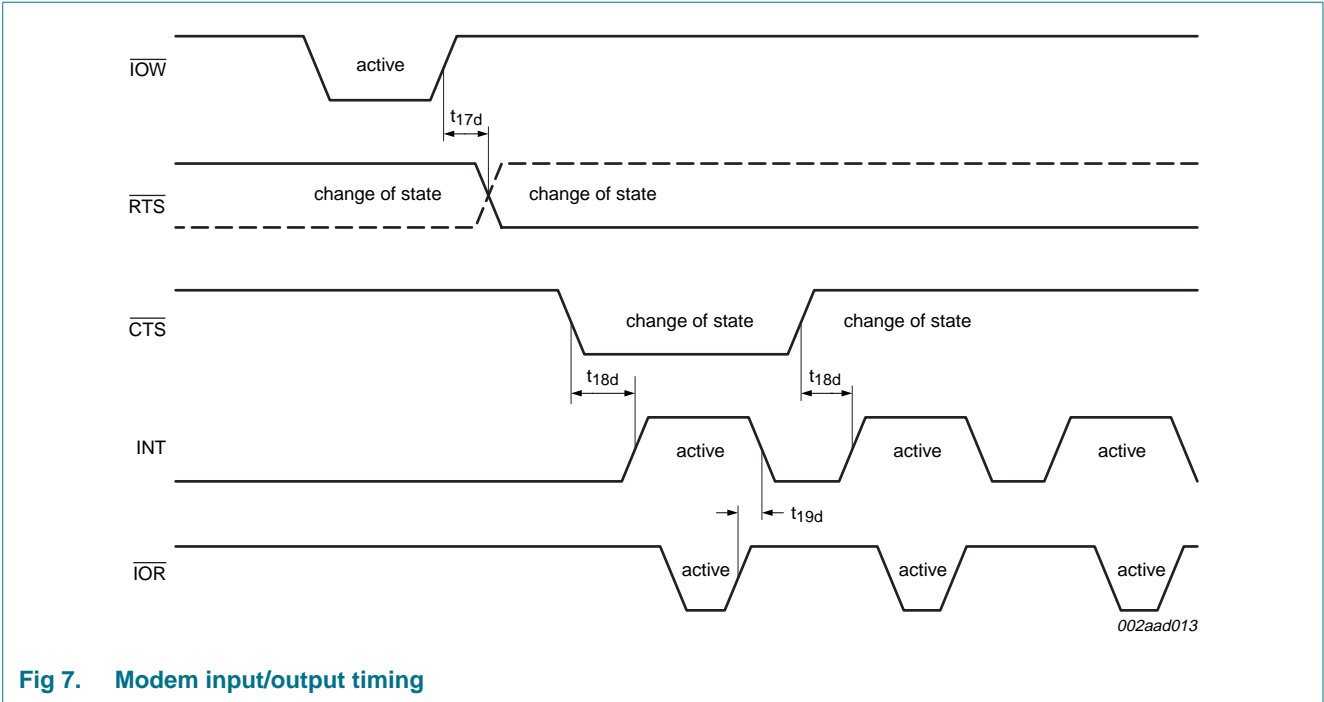 IOW
active
t17d
RTS
change of state
change of state
CTS
change of state
change of state
t18d
t18d
INT
active
active
active
t19d
IOR
active
active
active
002aad013
Fig 7. Modem input/output timing